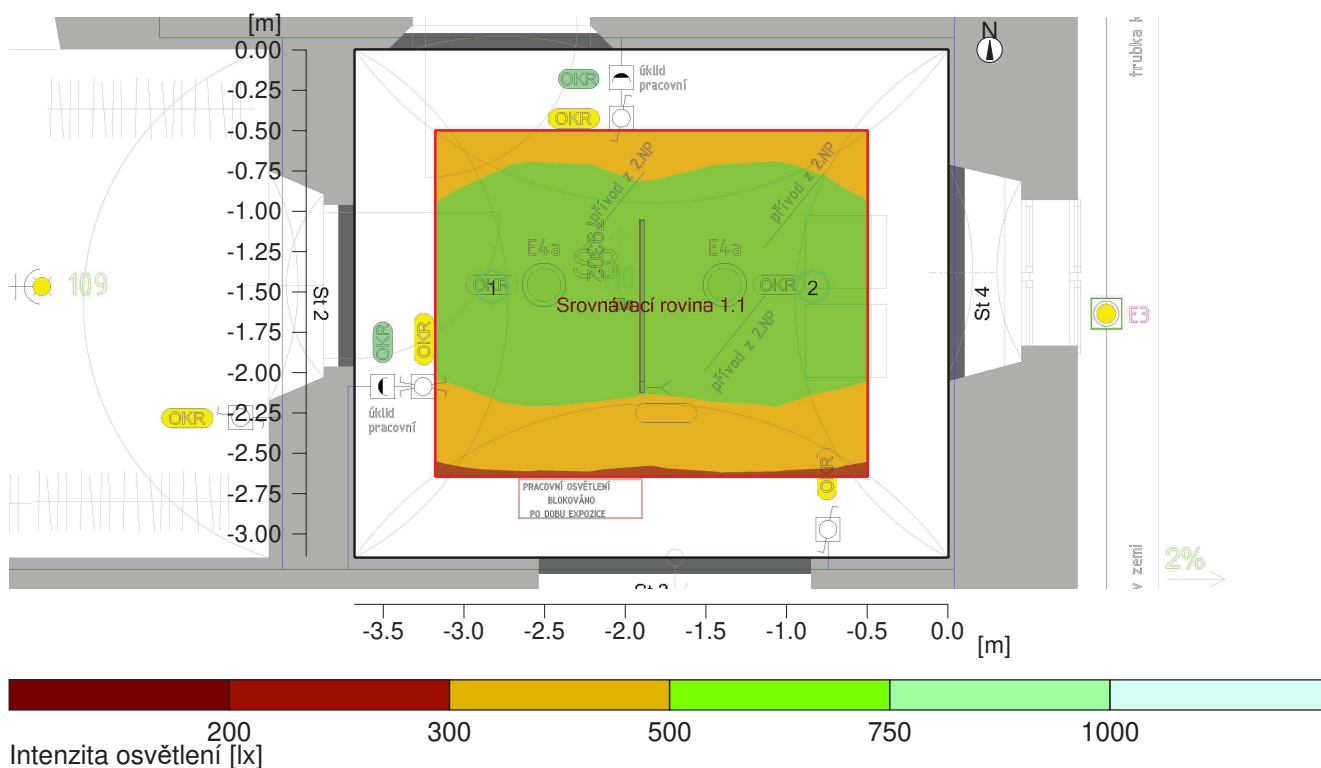 [m]
0.00
-0.25
-0.50
-0.75
-1.00
-1.25
-1.50
-1.75
-2.00
-2.25
-2.50
-2.75
-3.00
N
OKR
úklid
pracovní
OKR
trubka
přívod z 2.NP
přívod z 2.NP
E4a
E4a
109
OKR
1
OKR
2
Srovnávací rovina 1.1
St 2
St 4
E3
OKR
OKR
přívod z 2.NP
úklid
pracovní
OKR
OKR
PRACOVNÍ OSVĚTLENÍ
BLOKOVÁNO
PO DOBU EXPOZICE
v zemi
2%
-3.5
-3.0
-2.5
-2.0
-1.5
-1.0
-0.5
0.0
[m]
200
300
500
750
1000
Intenzita osvětlení [lx]